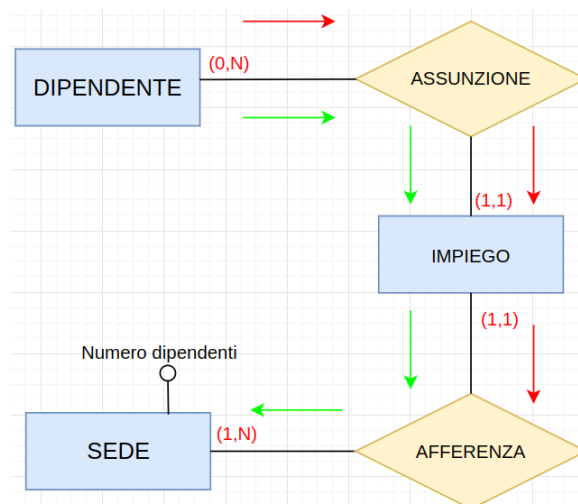 (0,N)
DIPENDENTE
ASSUNZIONE
(1,1)
IMPIEGO
(1,1)
Numero dipendenti
(1,N)
SEDE
AFFERENZA